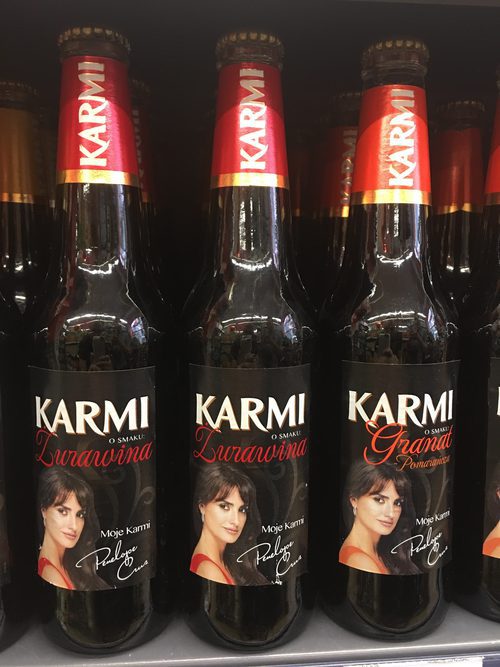 KARMI
KARMI
KARMI
KARMI
O SMAKU:
Żurawina
Moje Karmi
Penelope
Cruz
KARMI
O SMAKU:
Żurawina
Moje Karmi
Penelope
Cruz
KARMI
O SMAKU:
Granat
Pomarańcza
Moje Karmi
Penelope
Cruz